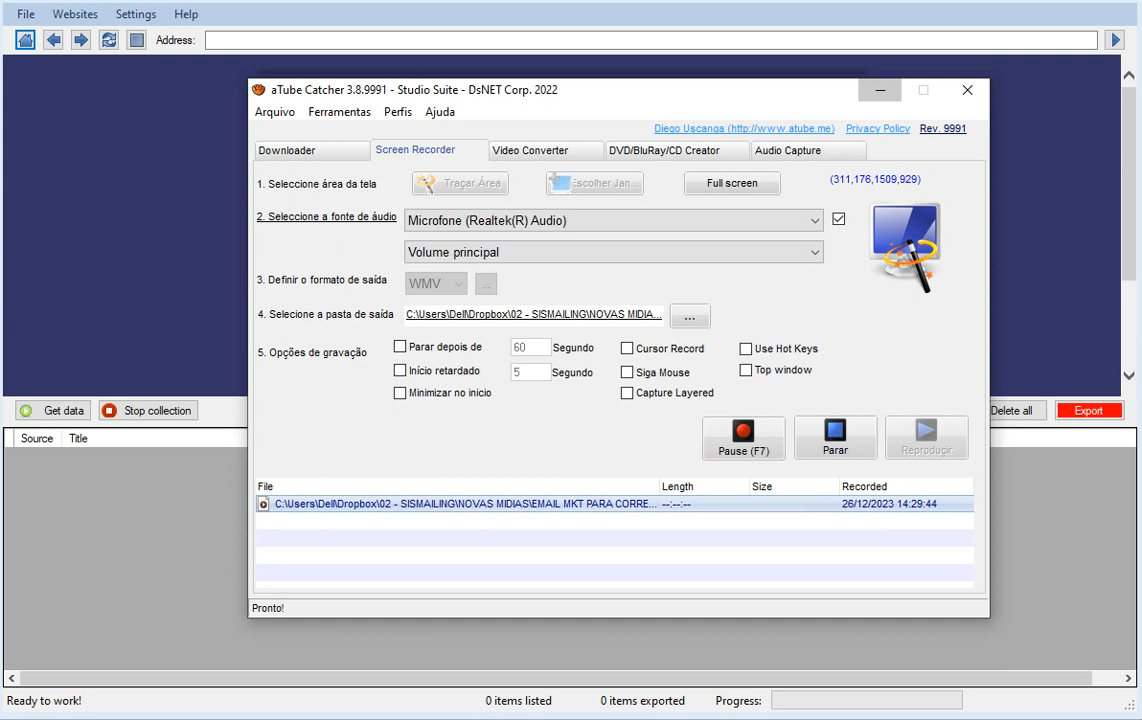 File Websites Settings Help
Address:
aTube Catcher 3.8.9991 - Studio Suite - DsNET Corp. 2022
Arquivo Ferramentas Perfis Ajuda
Diego Uscanga (http://www.atube.me) Privacy Policy Rev. 9991
Downloader Screen Recorder Video Converter DVD/BluRay/CD Creator Audio Capture
1. Seleccione área da tela Traçar Área Escolher Jan... Full screen (311,176,1509,929)
2. Seleccione a fonte de áudio Microfone (Realtek(R) Audio)
Volume principal
3. Definir o formato de saída WMV ...
4. Selecione a pasta de saída C:\Users\Dell\Dropbox\02 - SISMAILING\NOVAS MIDIA... ...
5. Opções de gravação Parar depois de 60 Segundo Cursor Record Use Hot Keys
Início retardado 5 Segundo Siga Mouse Top window
Minimizar no inicio Capture Layered
Get data Stop collection Delete all Export
Pause (F7) Parar Reproduçir
Source Title
File Length Size Recorded
C:\Users\Dell\Dropbox\02 - SISMAILING\NOVAS MIDIAS\EMAIL MKT PARA CORRE... --:--:-- 26/12/2023 14:29:44
Pronto!
Ready to work! 0 items listed 0 items exported Progress: